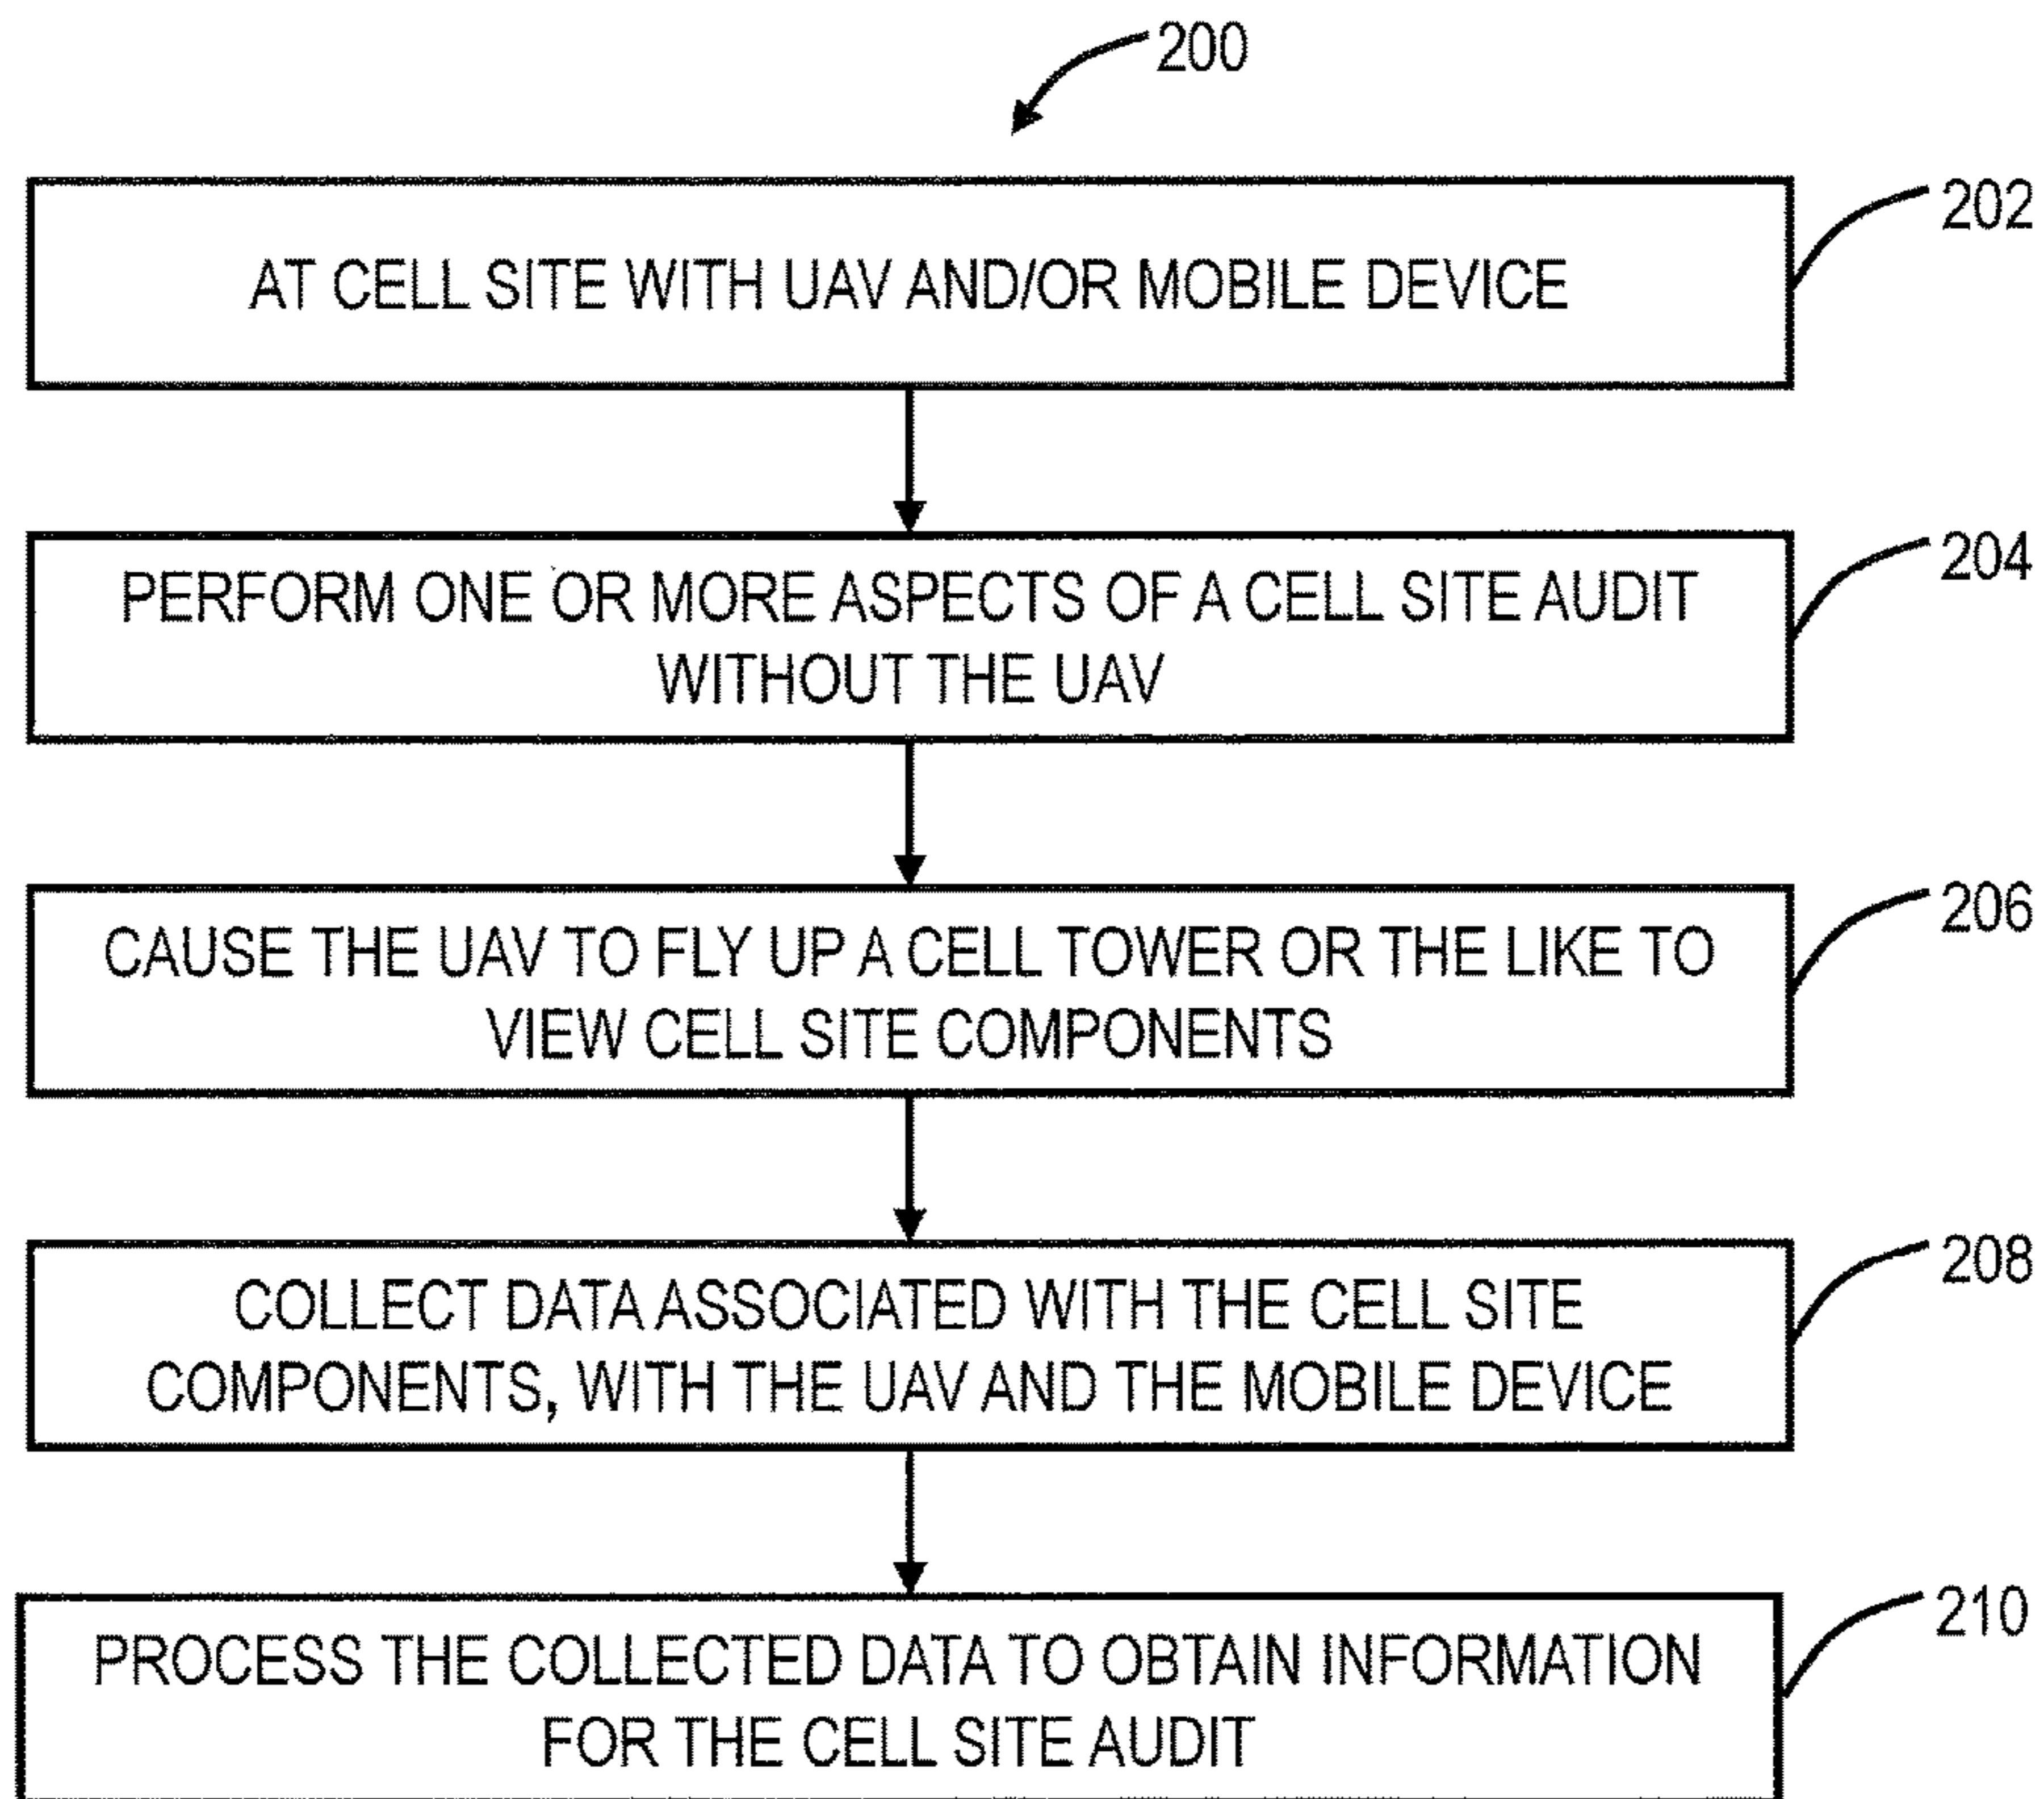 200
AT CELL SITE WITH UAV AND/OR MOBILE DEVICE
202
PERFORM ONE OR MORE ASPECTS OF A CELL SITE AUDIT
WITHOUT THE UAV
204
CAUSE THE UAV TO FLY UP A CELL TOWER OR THE LIKE TO
VIEW CELL SITE COMPONENTS
206
COLLECT DATA ASSOCIATED WITH THE CELL SITE
COMPONENTS, WITH THE UAV AND THE MOBILE DEVICE
208
PROCESS THE COLLECTED DATA TO OBTAIN INFORMATION
FOR THE CELL SITE AUDIT
210